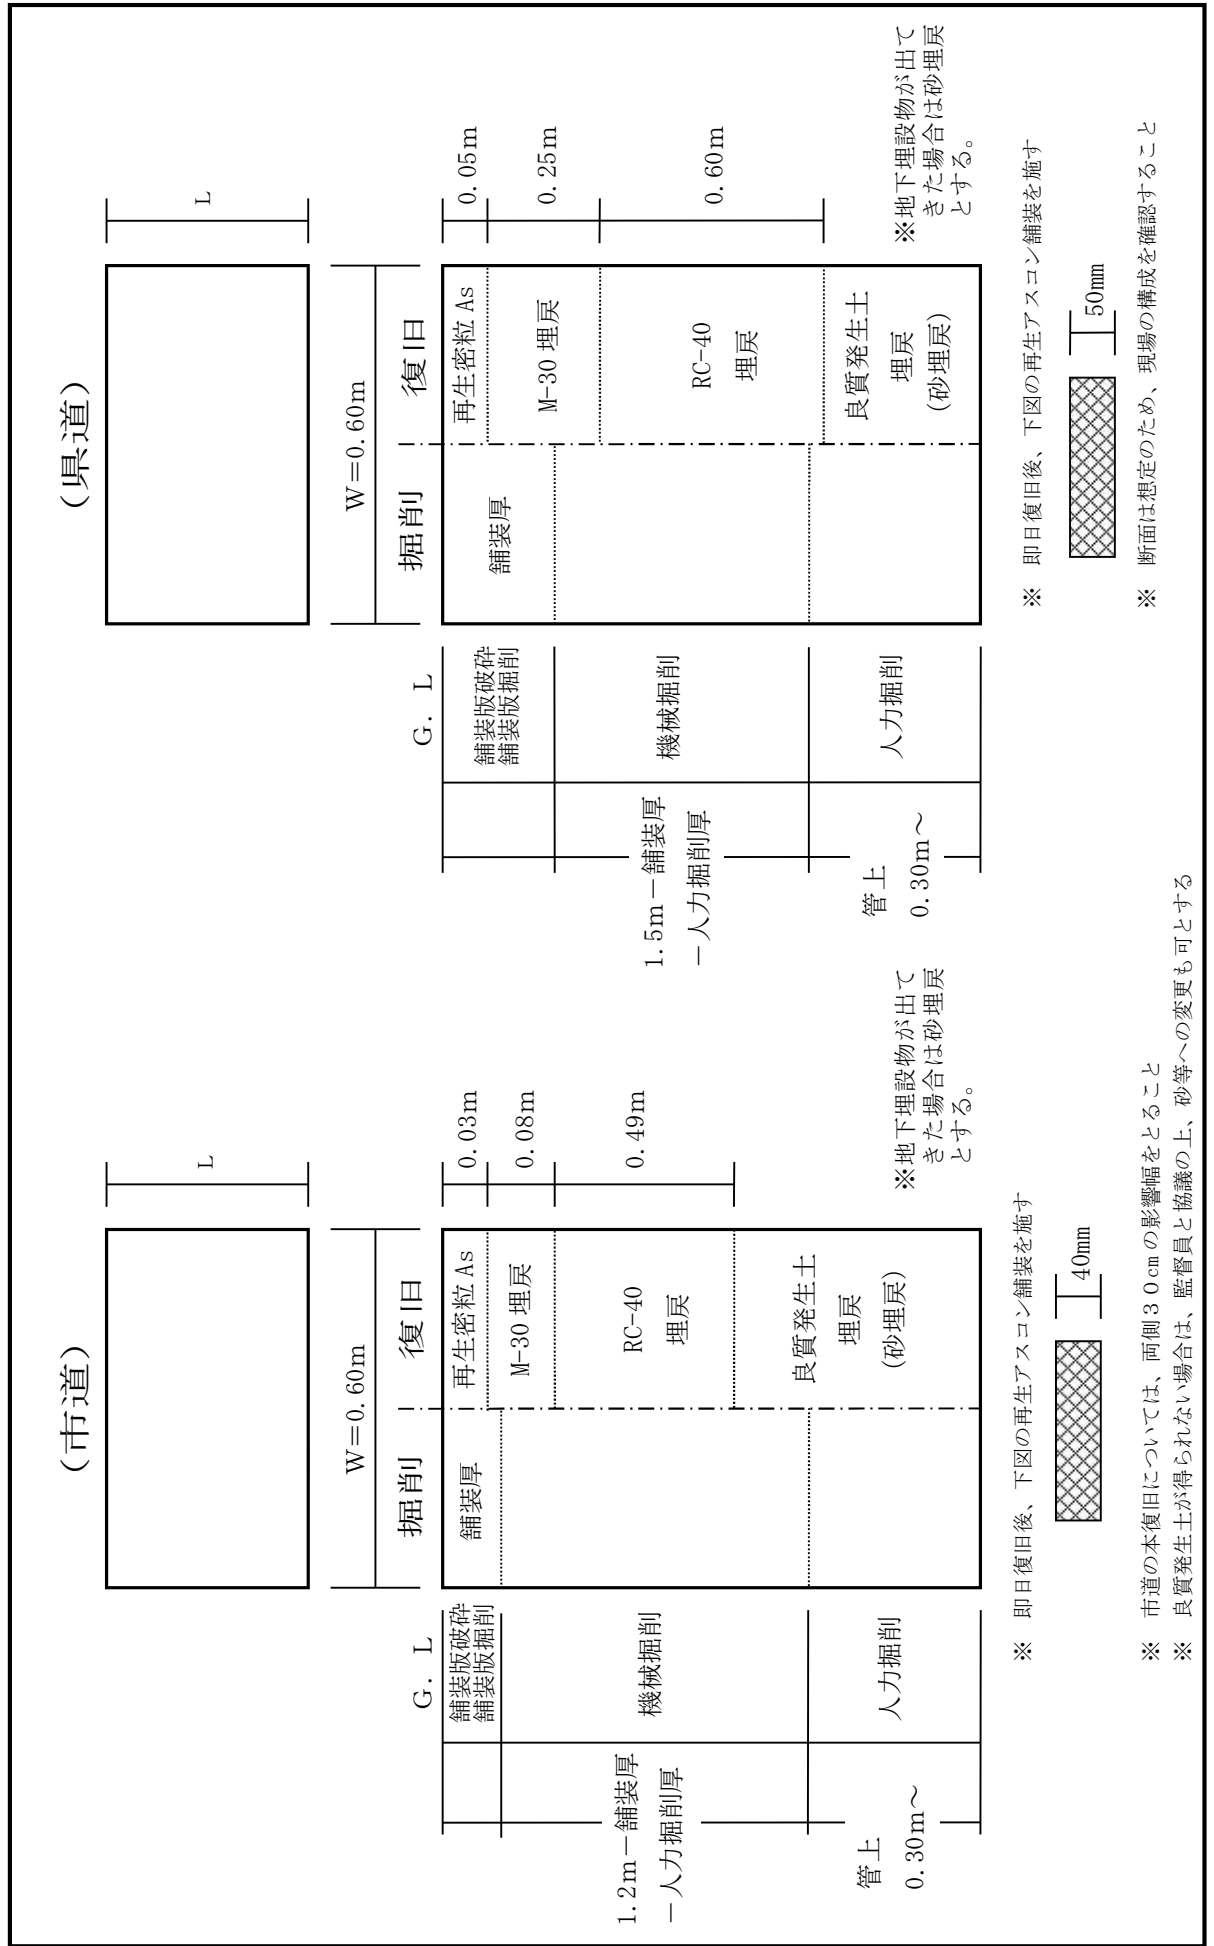 (市道)
L
W=0.60m
掘削
復旧
G. L
舗装版破砕
舗装版掘削
機械掘削
人力掘削
1.2m－舗装厚
－人力掘削厚
管上
0.30m～
舗装厚
再生密粒 As
M-30 埋戻
RC-40
埋戻
良質発生土
埋戻
(砂埋戻)
0.03m
0.08m
0.49m
※地下埋設物が出て
きた場合は砂埋戻
とする。
※ 即日復旧後、下図の再生アスコン舗装を施す
40mm
※ 市道の本復旧については、両側３０cmの影響幅をとること
※ 良質発生土が得られない場合は、監督員と協議の上、砂等への変更も可とする
(県道)
L
W=0.60m
掘削
復旧
G. L
舗装版破砕
舗装版掘削
機械掘削
人力掘削
1.5m－舗装厚
－人力掘削厚
管上
0.30m～
舗装厚
再生密粒 As
M-30 埋戻
RC-40
埋戻
良質発生土
埋戻
(砂埋戻)
0.05m
0.25m
0.60m
※地下埋設物が出て
きた場合は砂埋戻
とする。
※ 即日復旧後、下図の再生アスコン舗装を施す
50mm
※ 断面は想定のため、現場の構成を確認すること